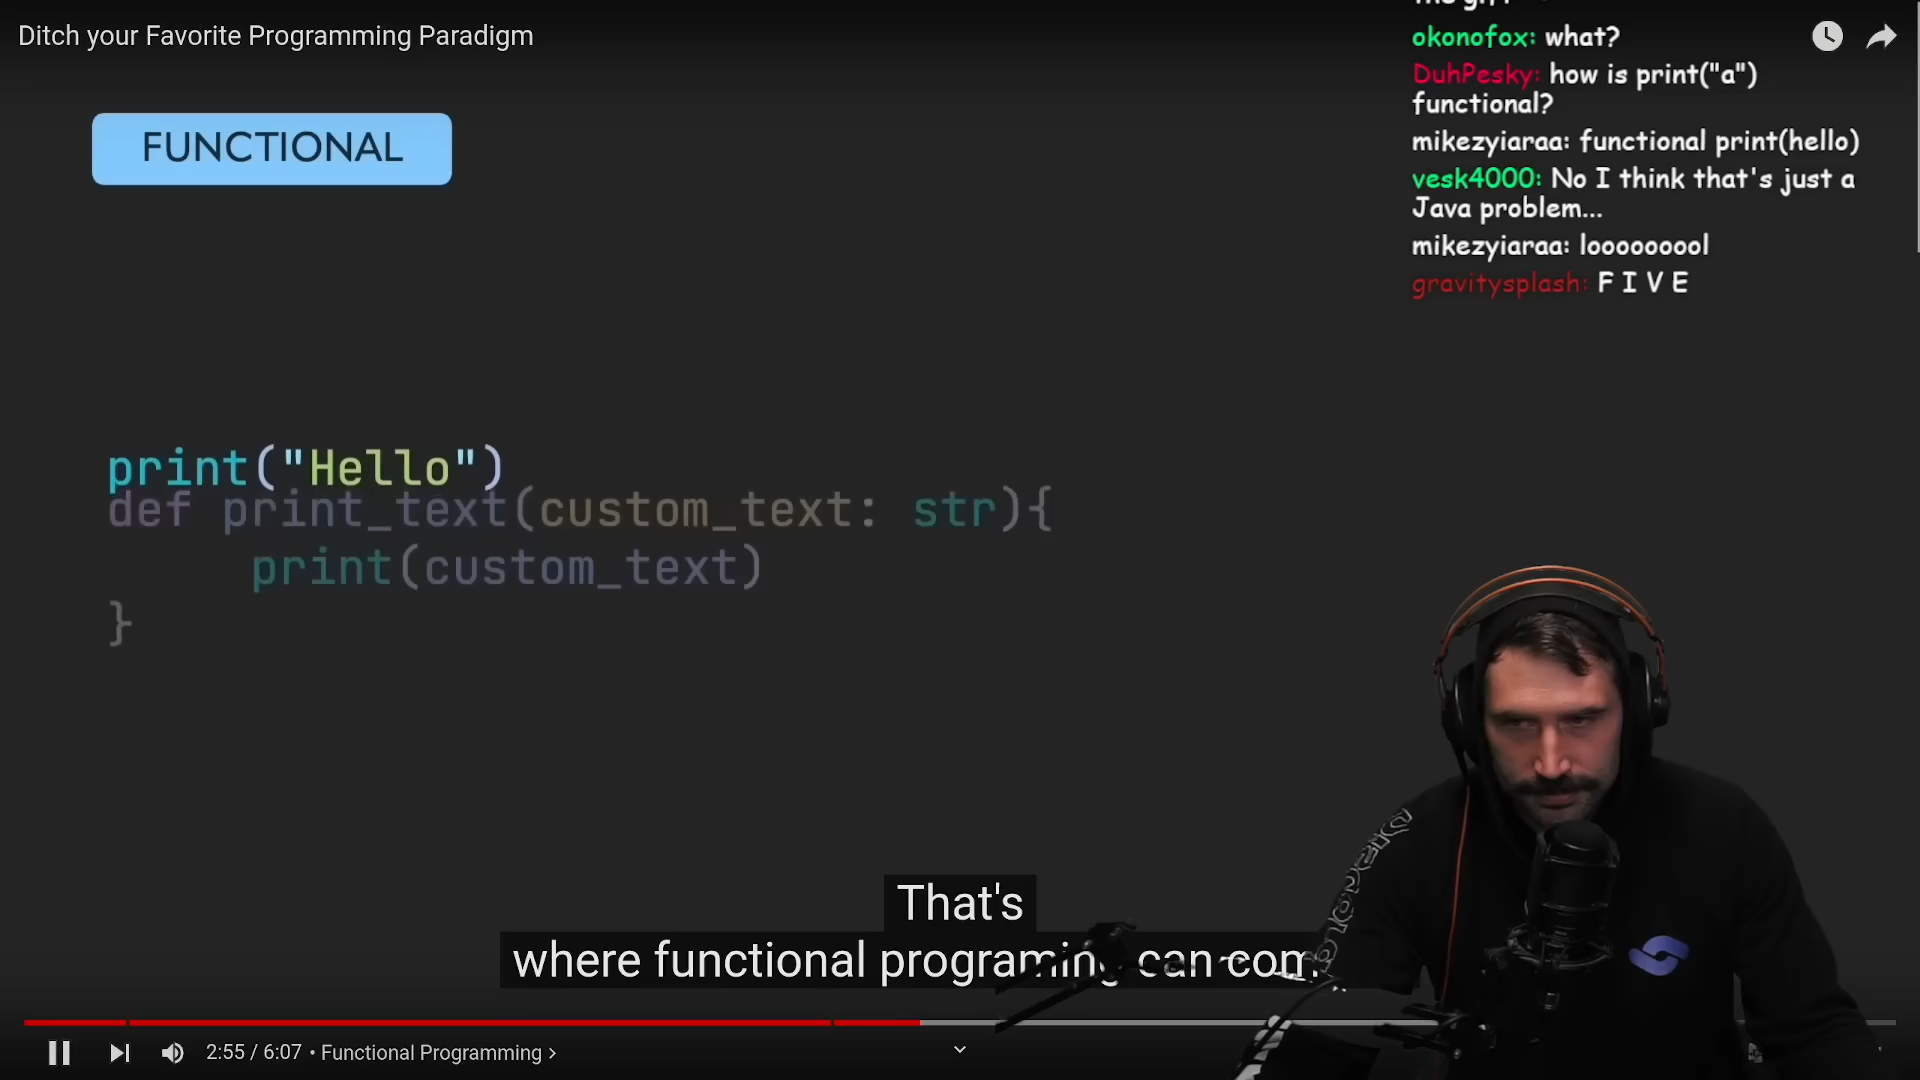 Ditch your Favorite Programming Paradigm
okonofox: what?
DuhPesky: how is print("a")
functional?
mikezyiaraa: functional print(hello)
vesk4000: No I think that's just a
Java problem...
mikezyiaraa: looooooool
gravitysplash: F I V E
FUNCTIONAL
print("Hello")
def print_text(custom_text: str){
print(custom_text)
}
That's
where functional programing can com
2:55 / 6:07 • Functional Programming >